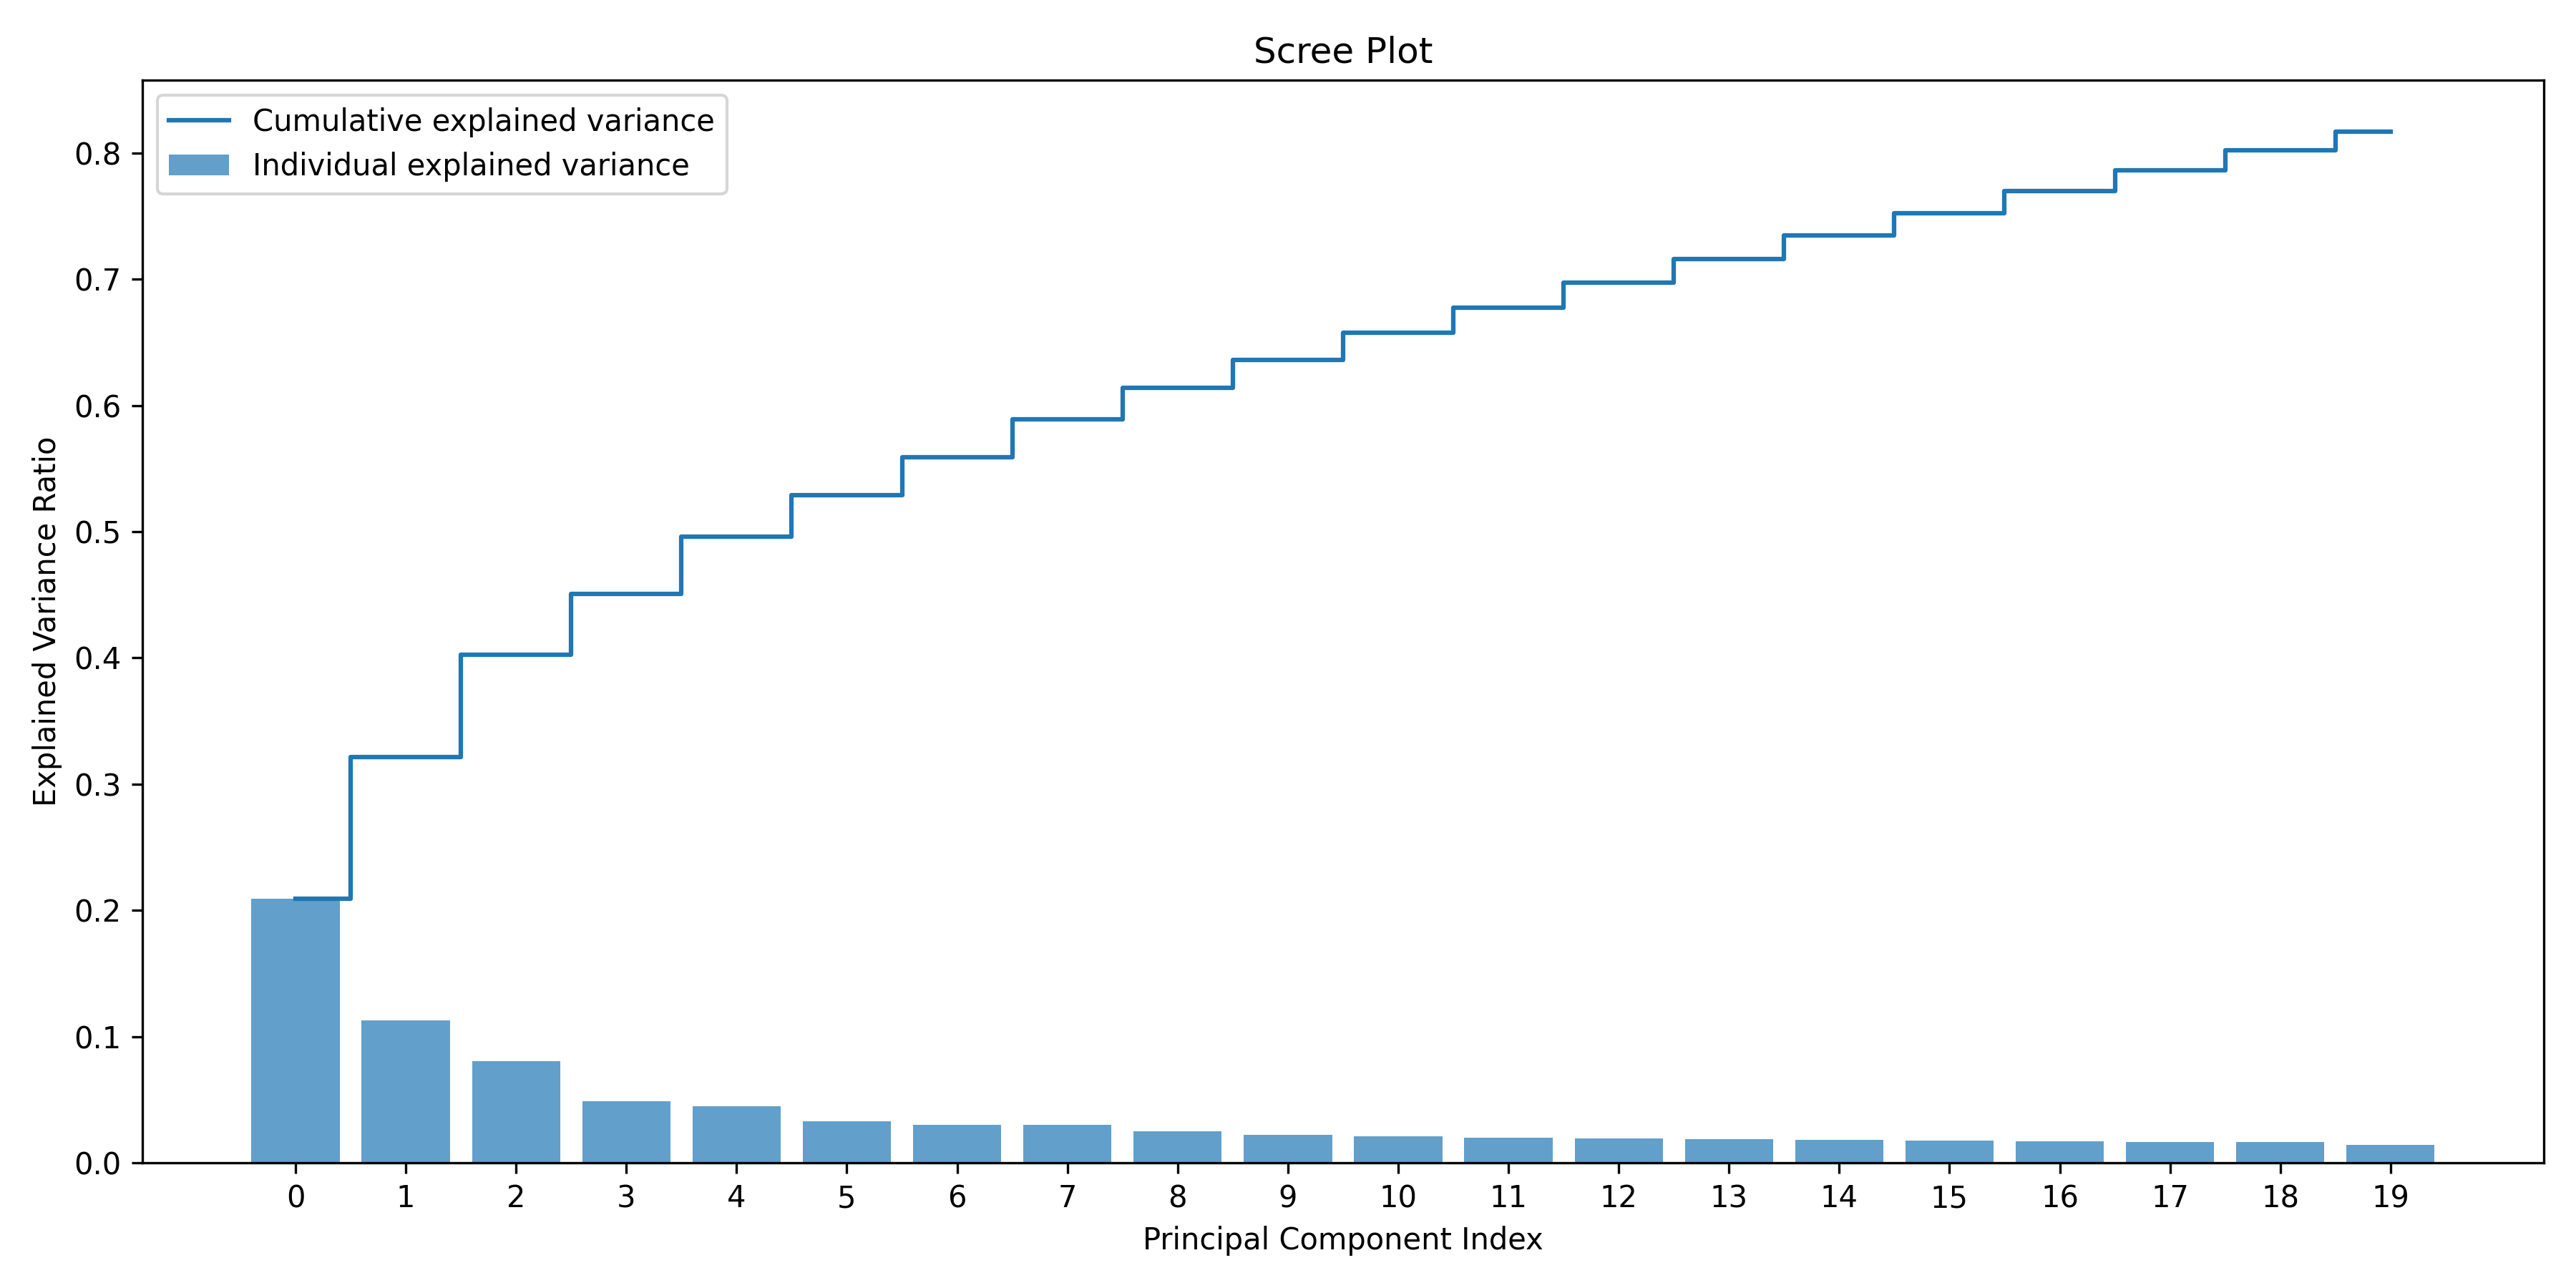 Scree Plot
Cumulative explained variance
Individual explained variance
Explained Variance Ratio
0.8
0.7
0.6
0.5
0.4
0.3
0.2
0.1
0.0
0 1 2 3 4 5 6 7 8 9 10 11 12 13 14 15 16 17 18 19
Principal Component Index